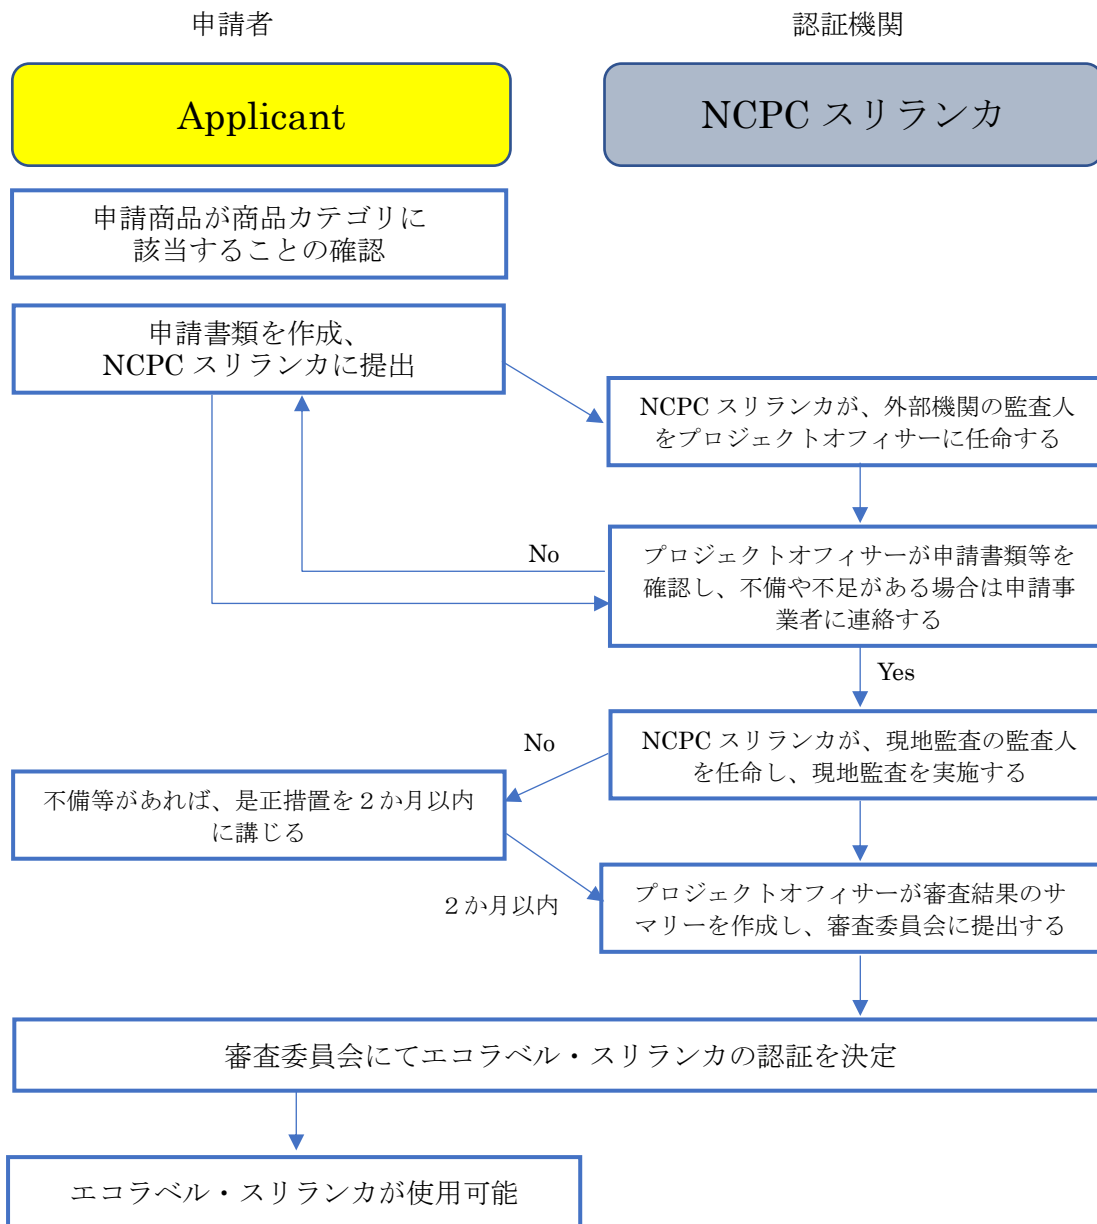 申請者
認証機関
Applicant
NCPC スリランカ
申請商品が商品カテゴリに
該当することの確認
申請書類を作成、
NCPC スリランカに提出
NCPC スリランカが、外部機関の監査人
をプロジェクトオフィサーに任命する
No
プロジェクトオフィサーが申請書類等を
確認し、不備や不足がある場合は申請事
業者に連絡する
Yes
No
NCPC スリランカが、現地監査の監査人
を任命し、現地監査を実施する
不備等があれば、是正措置を２か月以内
に講じる
２か月以内
プロジェクトオフィサーが審査結果のサ
マリーを作成し、審査委員会に提出する
審査委員会にてエコラベル・スリランカの認証を決定
エコラベル・スリランカが使用可能